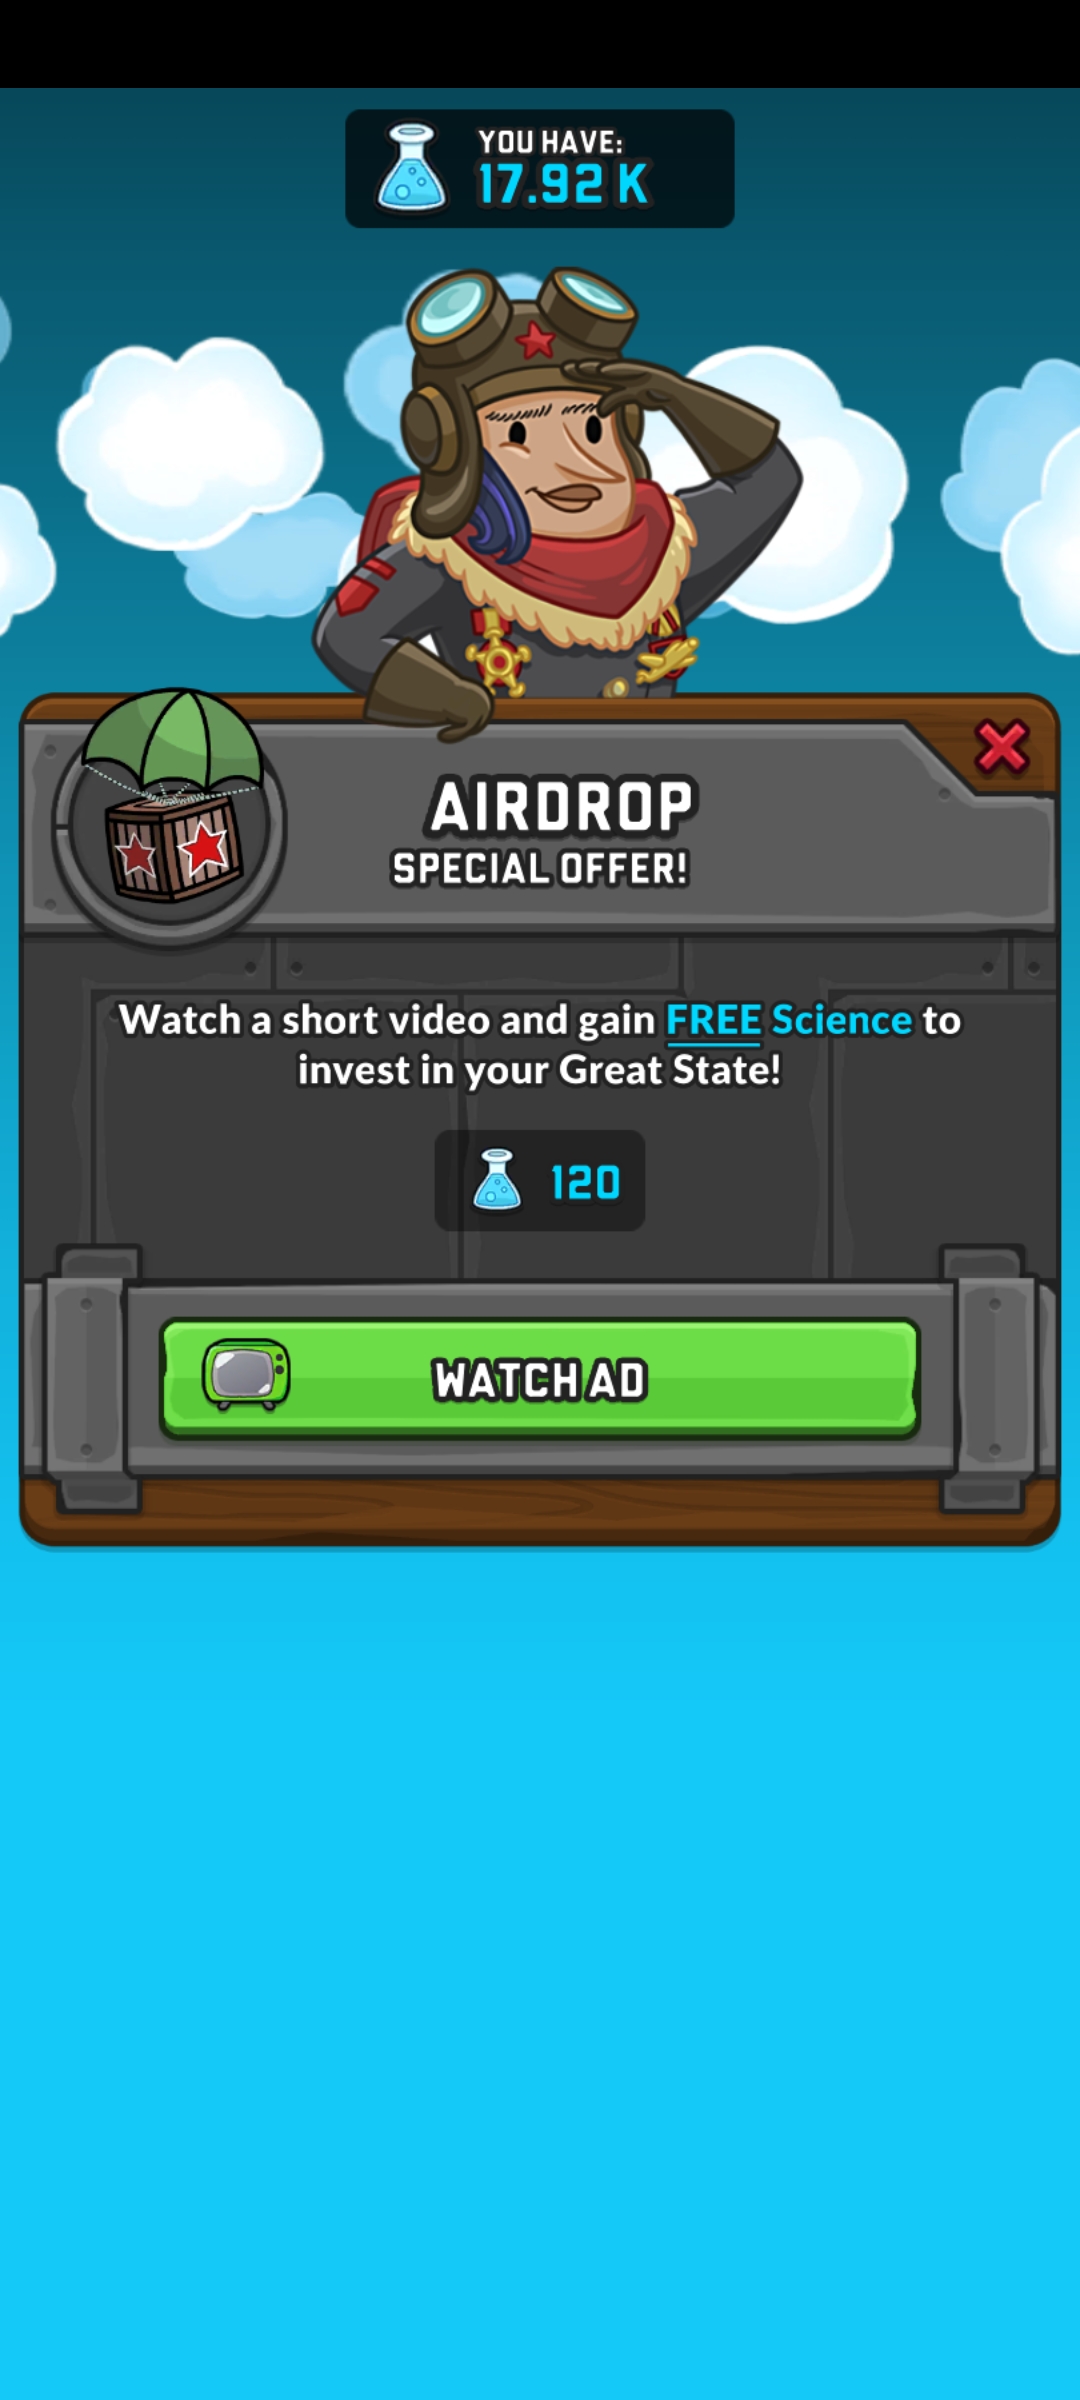 YOU HAVE:
17.92 K
AIRDROP
SPECIAL OFFER!
Watch a short video and gain FREE Science to
invest in your Great State!
120
WATCH AD